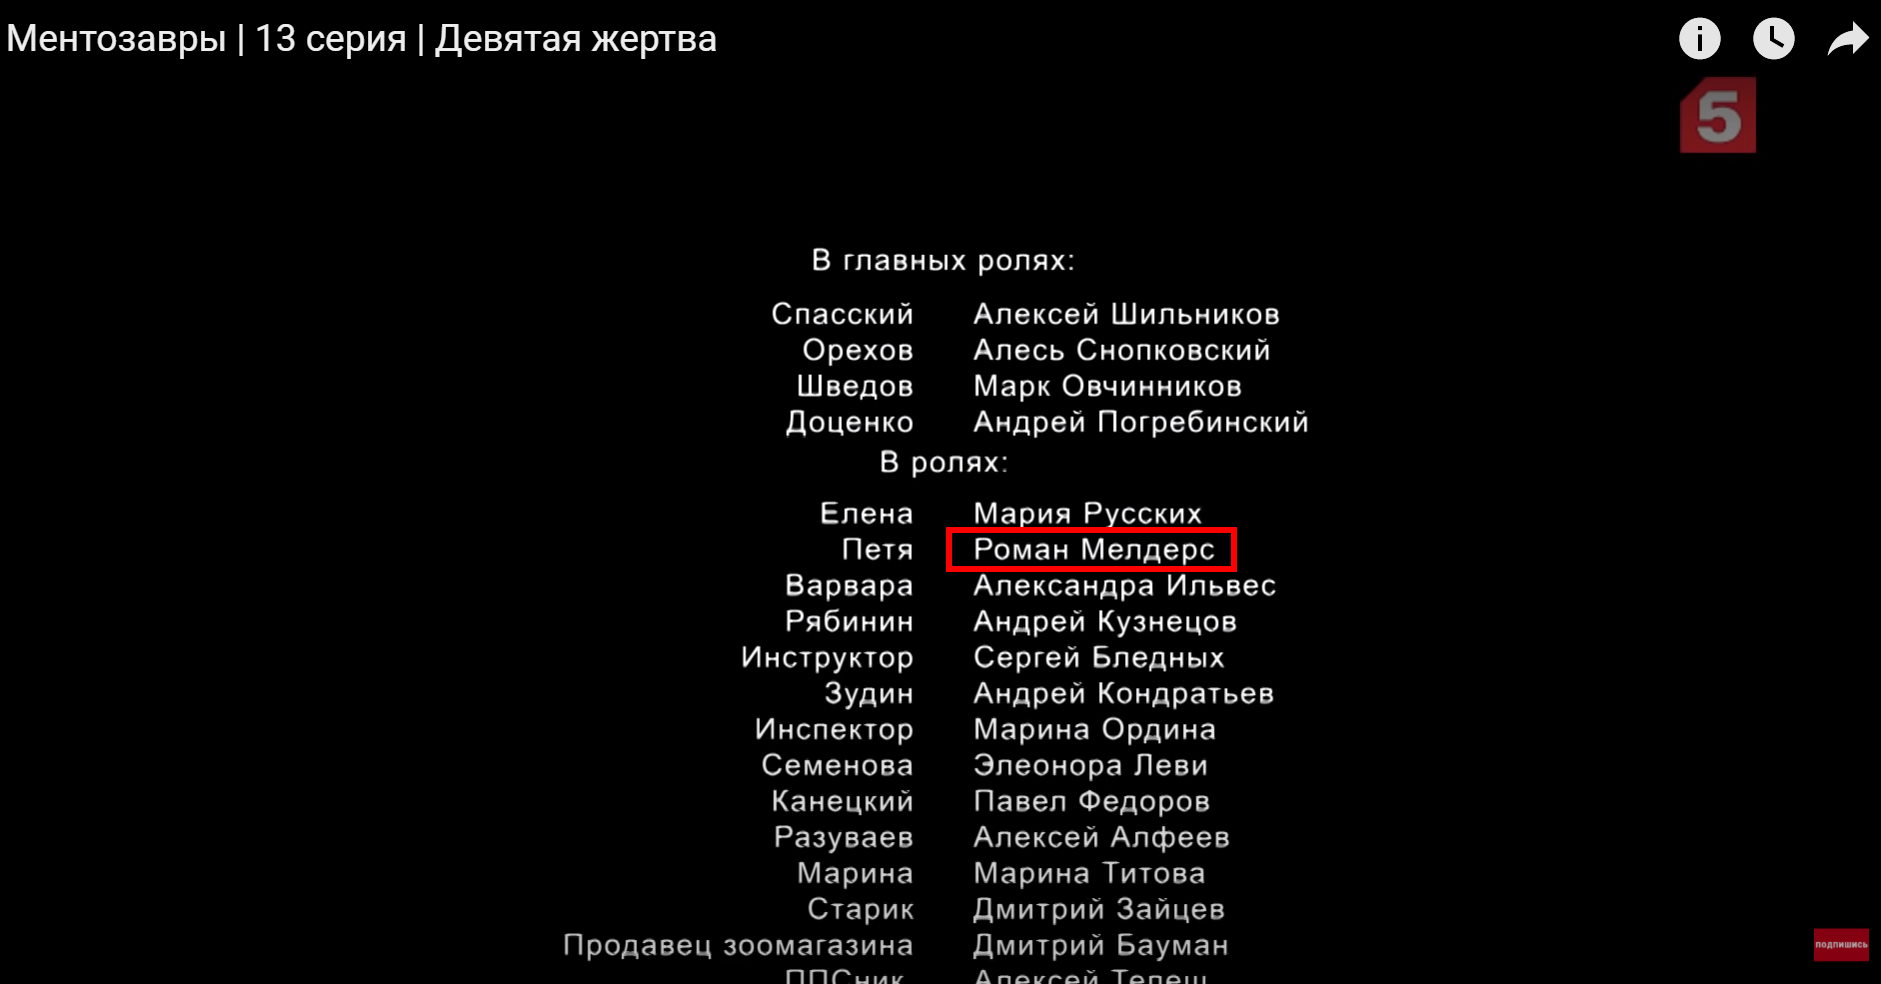 Ментозавры | 13 серия | Девятая жертва
5
В главных ролях:
Спасский Алексей Шильников
Орехов Алесь Снопковский
Шведов Марк Овчинников
Доценко Андрей Погребинский
В ролях:
Елена Мария Русских
Петя Роман Мелдерс
Варвара Александра Ильвес
Рябинин Андрей Кузнецов
Инструктор Сергей Бледных
Зудин Андрей Кондратьев
Инспектор Марина Ордина
Семенова Элеонора Леви
Канецкий Павел Федоров
Разуваев Алексей Алфеев
Марина Марина Титова
Старик Дмитрий Зайцев
Продавец зоомагазина Дмитрий Бауман
ППСник Алексей Телеш
подпишись